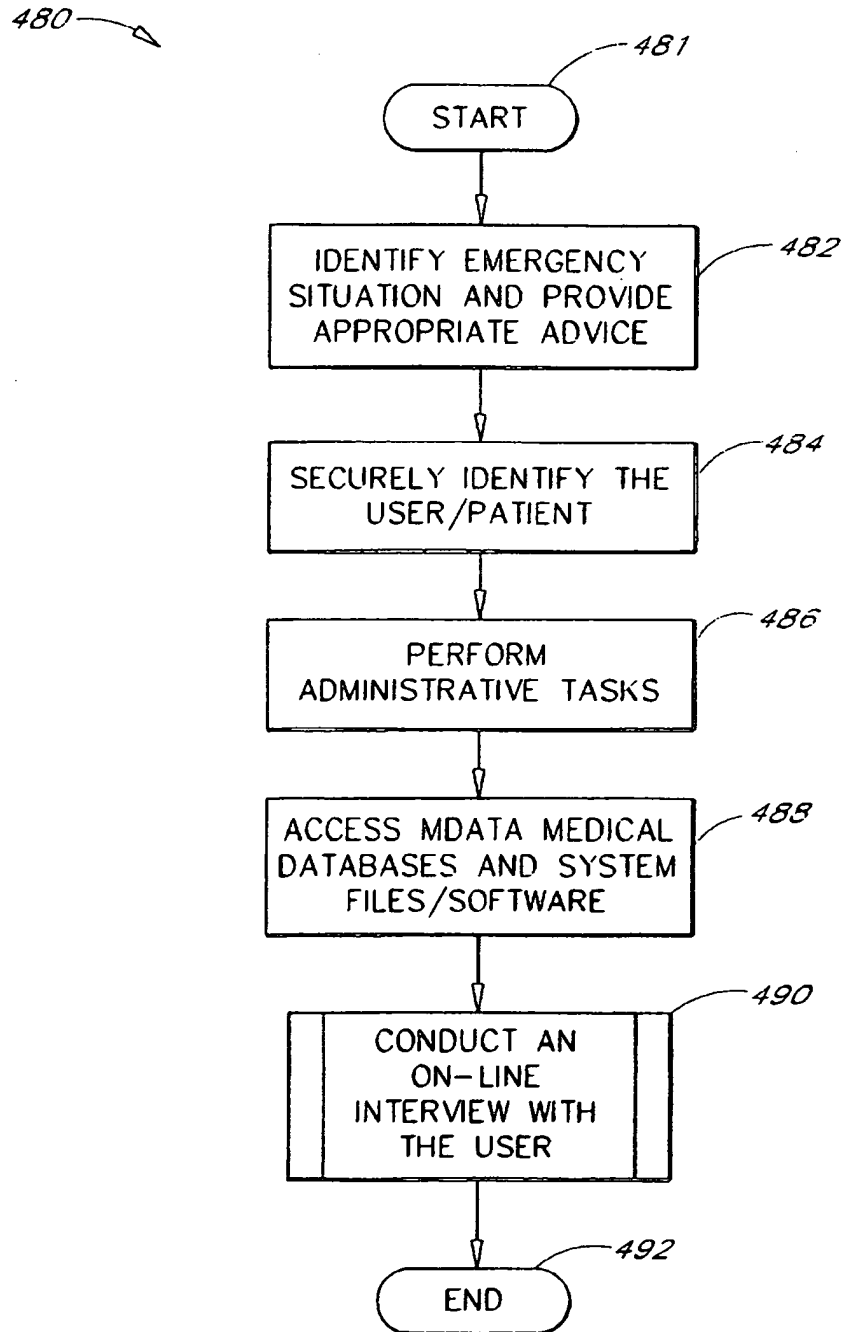 480
481
START
IDENTIFY EMERGENCY
SITUATION AND PROVIDE
APPROPRIATE ADVICE
482
SECURELY IDENTIFY THE
USER/PATIENT
484
PERFORM
ADMINISTRATIVE TASKS
486
ACCESS MDATA MEDICAL
DATABASES AND SYSTEM
FILES/SOFTWARE
488
CONDUCT AN
ON-LINE
INTERVIEW WITH
THE USER
490
END
492